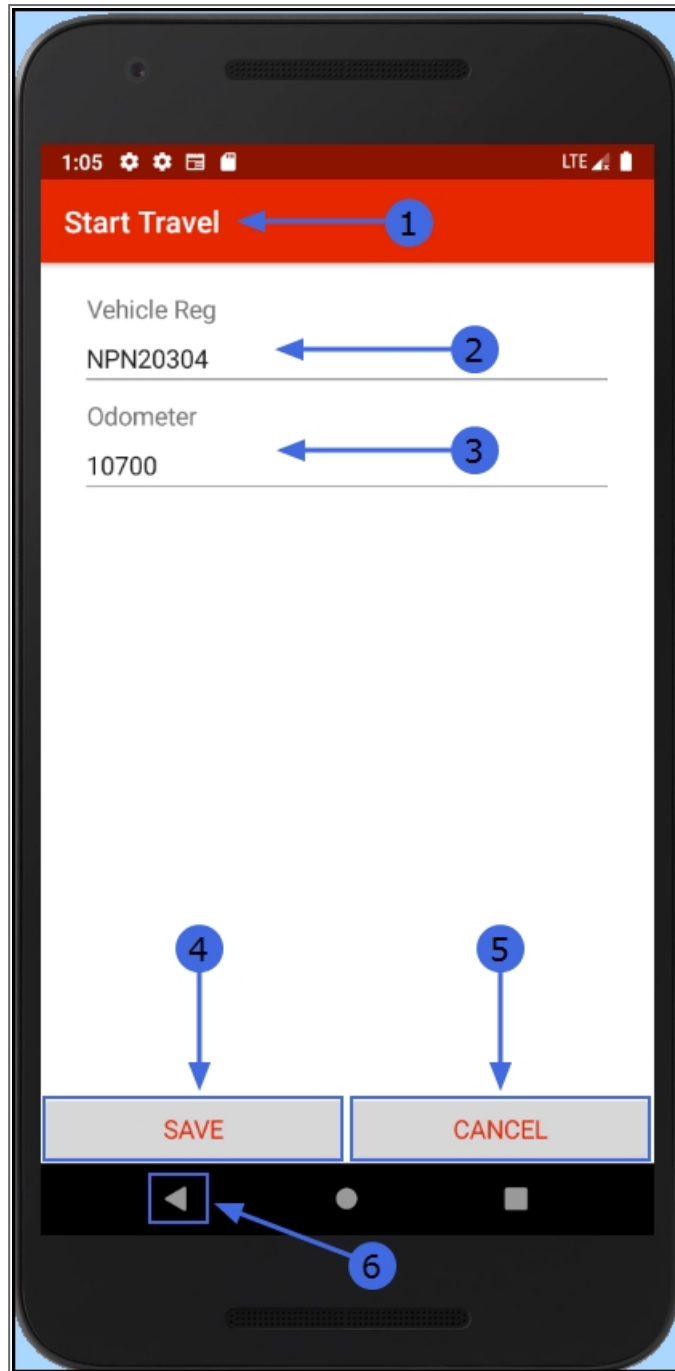 1:05 LTE
Start Travel 1
Vehicle Reg
NPN20304 2
Odometer
10700 3
4 5
SAVE CANCEL
6